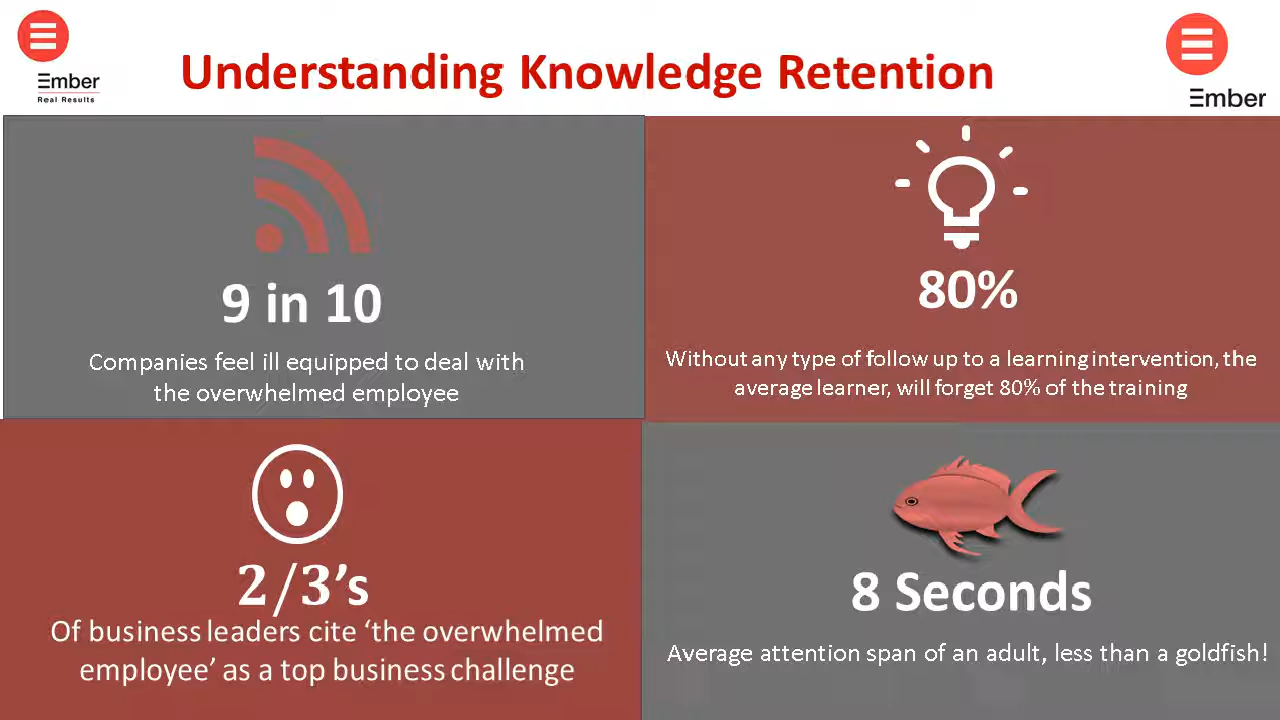 Ember
Real Results
Understanding Knowledge Retention
Ember
9 in 10
Companies feel ill equipped to deal with
the overwhelmed employee
80%
Without any type of follow up to a learning intervention, the
average learner, will forget 80% of the training
2/3’s
Of business leaders cite ‘the overwhelmed
employee’ as a top business challenge
8 Seconds
Average attention span of an adult, less than a goldfish!